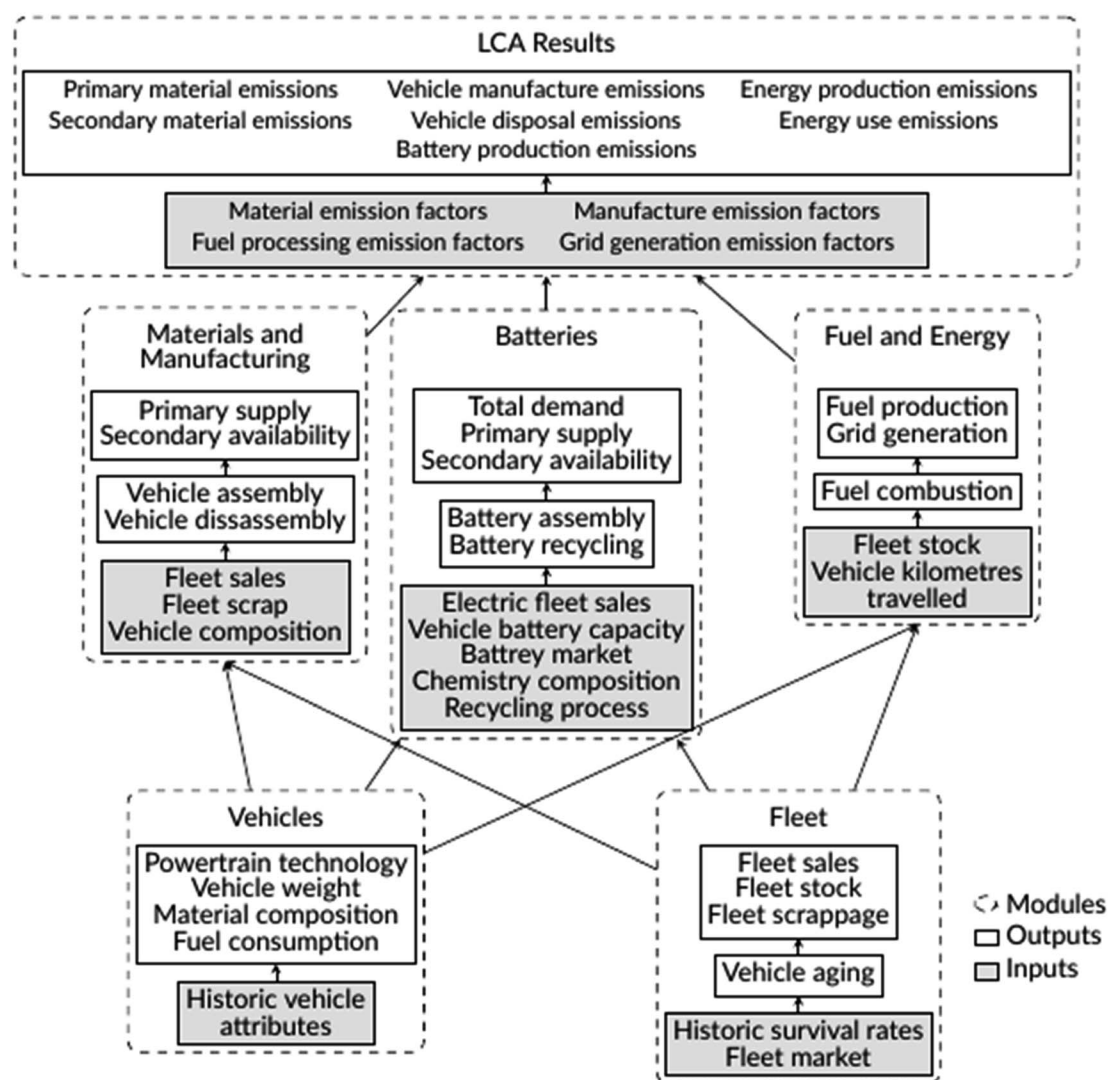 LCA Results
Primary material emissions
Secondary material emissions
Vehicle manufacture emissions
Vehicle disposal emissions
Battery production emissions
Energy production emissions
Energy use emissions
Material emission factors
Fuel processing emission factors
Manufacture emission factors
Grid generation emission factors
Materials and
Manufacturing
Primary supply
Secondary availability
Vehicle assembly
Vehicle dissassembly
Fleet sales
Fleet scrap
Vehicle composition
Batteries
Total demand
Primary supply
Secondary availability
Battery assembly
Battery recycling
Electric fleet sales
Vehicle battery capacity
Battrey market
Chemistry composition
Recycling process
Fuel and Energy
Fuel production
Grid generation
Fuel combustion
Fleet stock
Vehicle kilometres
travelled
Vehicles
Powertrain technology
Vehicle weight
Material composition
Fuel consumption
Historic vehicle
attributes
Fleet
Fleet sales
Fleet stock
Fleet scrappage
Vehicle aging
Historic survival rates
Fleet market
Modules
Outputs
Inputs